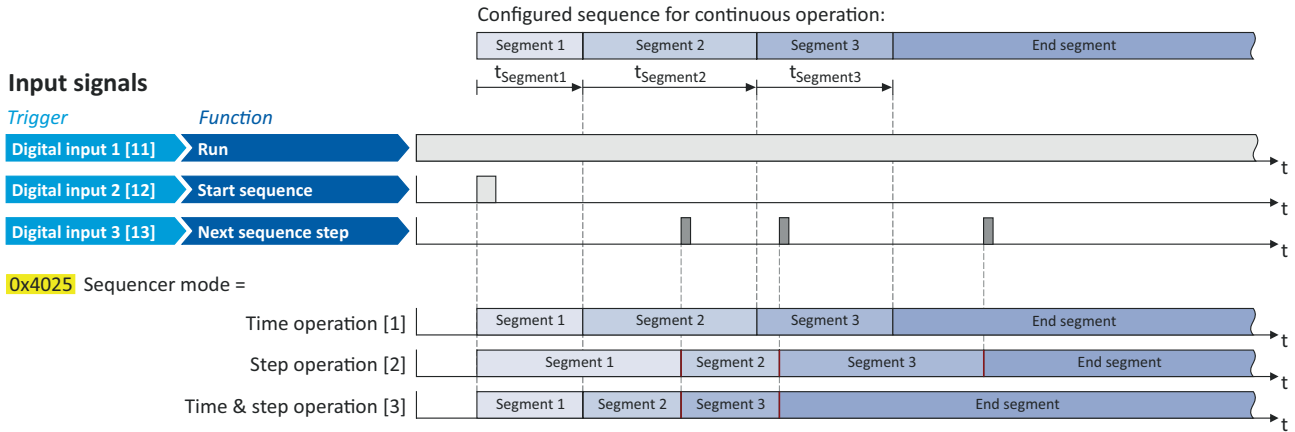 Configured sequence for continuous operation:
Segment 1 Segment 2 Segment 3 End segment
tSegment1 tSegment2 tSegment3
Input signals
Trigger Function
Digital input 1 [11] Run
t
Digital input 2 [12] Start sequence
t
Digital input 3 [13] Next sequence step
t
0x4025 Sequencer mode =
Time operation [1] Segment 1 Segment 2 Segment 3 End segment
t
Step operation [2] Segment 1 Segment 2 Segment 3 End segment
t
Time & step operation [3] Segment 1 Segment 2 Segment 3 End segment
t